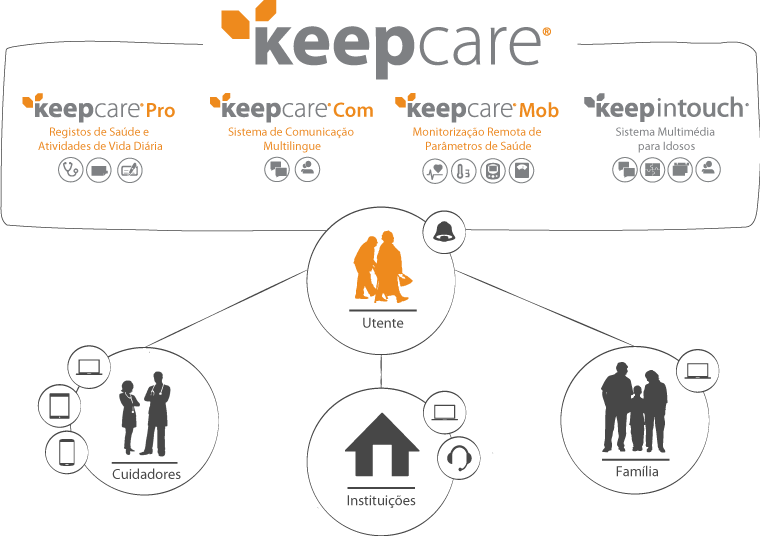 keepcare®
keepcare® Pro
Registos de Saúde e
Atividades de Vida Diária
keepcare® Com
Sistema de Comunicação
Multilingue
keepcare® Mob
Monitorização Remota de
Parâmetros de Saúde
keepintouch®
Sistema Multimédia
para Idosos
Utente
Cuidadores
Instituições
Família